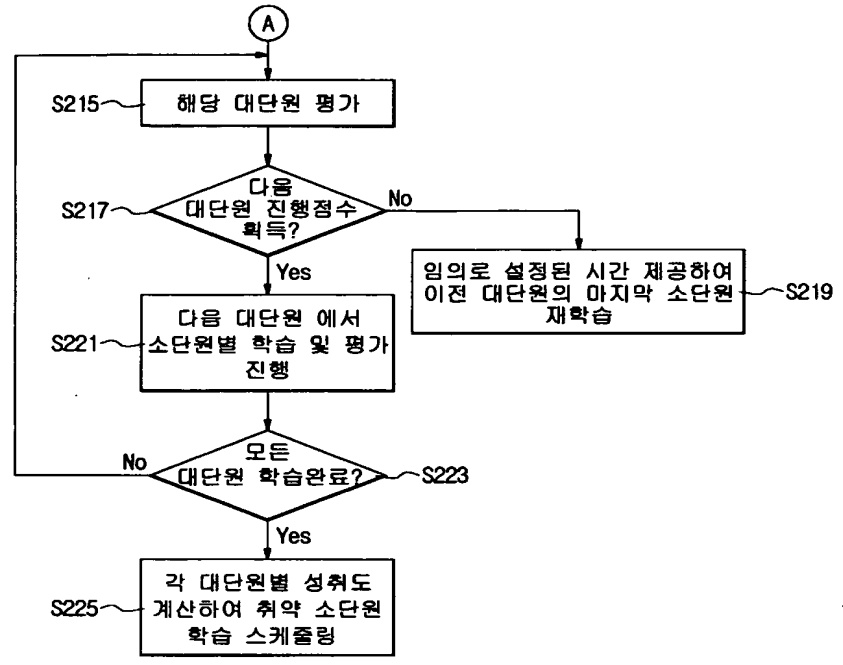 A
S215
해당 대단원 평가
S217
다음
대단원 진행점수
획득?
No
Yes
임의로 설정된 시간 제공하여
이전 대단원의 마지막 소단원
재학습
S219
S221
다음 대단원 에서
소단원별 학습 및 평가
진행
No
모든
대단원 학습완료?
S223
Yes
S225
각 대단원별 성취도
계산하여 취약 소단원
학습 스케줄링